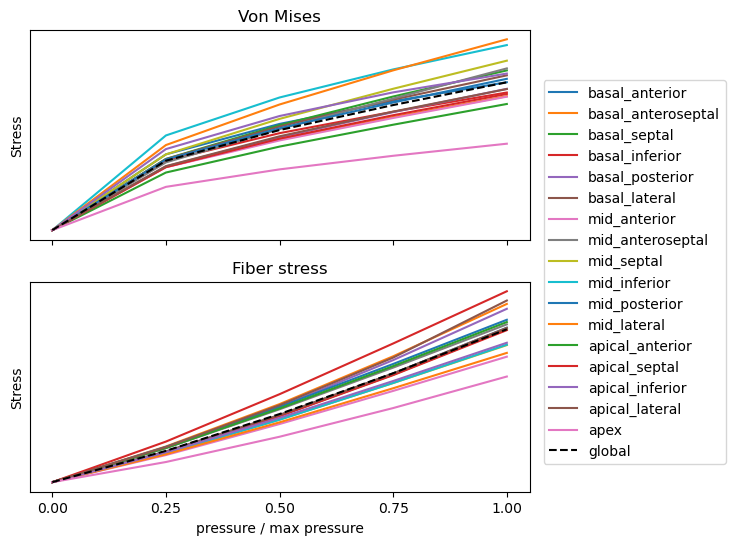 Von Mises
Stress
Fiber stress
Stress
0.00 0.25 0.50 0.75 1.00
pressure / max pressure
basal_anterior
basal_anteroseptal
basal_septal
basal_inferior
basal_posterior
basal_lateral
mid_anterior
mid_anteroseptal
mid_septal
mid_inferior
mid_posterior
mid_lateral
apical_anterior
apical_septal
apical_inferior
apical_lateral
apex
global